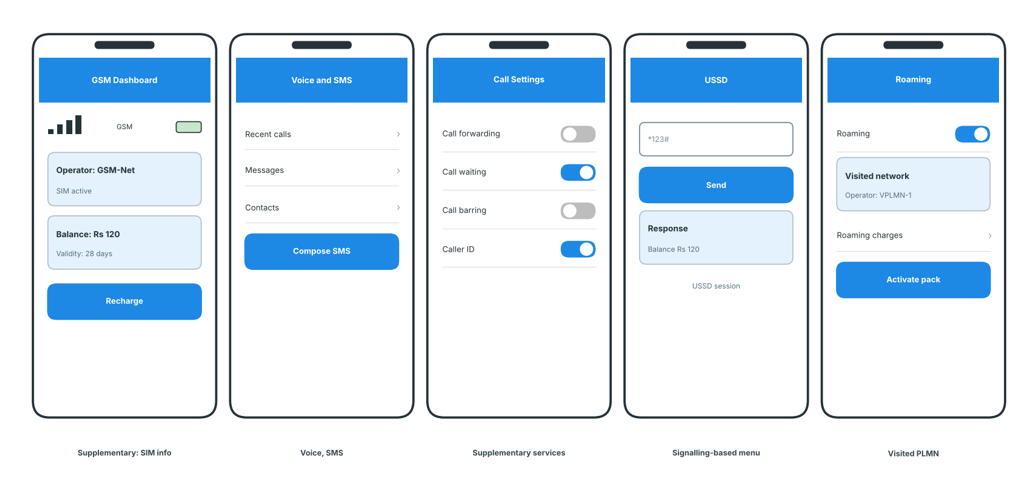 GSM Dashboard
GSM
Operator: GSM-Net
SIM active
Balance: Rs 120
Validity: 28 days
Recharge
Supplementary: SIM info
Voice and SMS
Recent calls
Messages
Contacts
Compose SMS
Voice, SMS
Call Settings
Call forwarding
Call waiting
Call barring
Caller ID
Supplementary services
USSD
*123#
Send
Response
Balance Rs 120
USSD session
Signalling-based menu
Roaming
Roaming
Visited network
Operator: VPLMN-1
Roaming charges
Activate pack
Visited PLMN